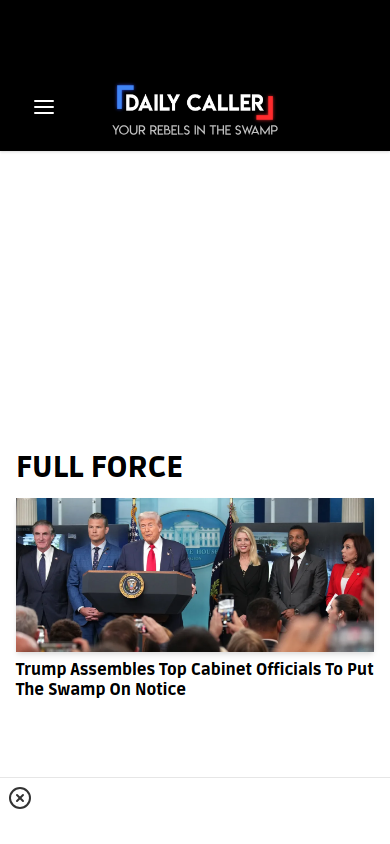 DAILY CALLER
YOUR REBELS IN THE SWAMP
FULL FORCE
Trump Assembles Top Cabinet Officials To Put
The Swamp On Notice